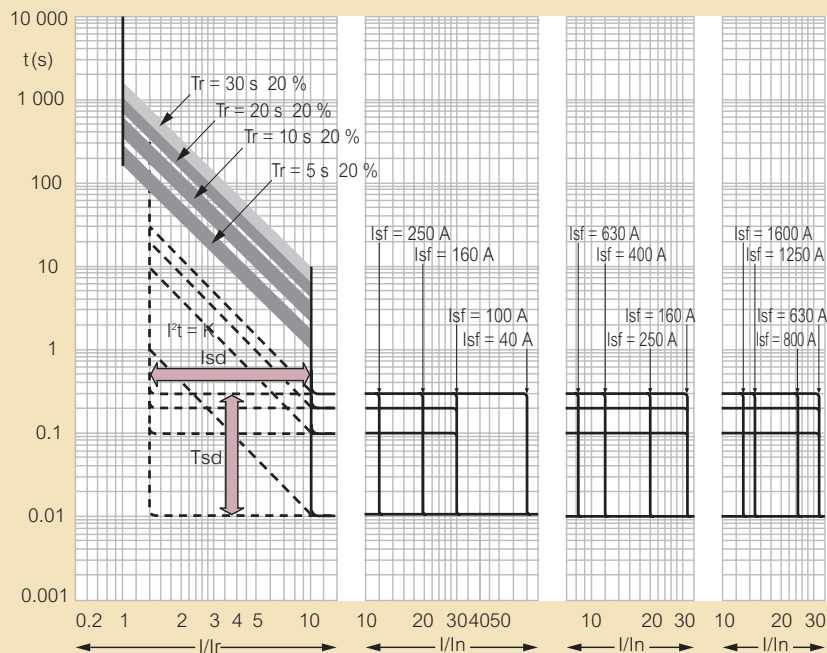 10 000
t(s)
1 000
100
10
1
0.1
0.01
0.001
Tr = 30 s 20 %
Tr = 20 s 20 %
Tr = 10 s 20 %
Tr = 5 s 20 %
I²t = K
Isd
Tsd
0.2 1 2 3 4 5 10
I/Ir
Isf = 250 A
Isf = 160 A
Isf = 100 A
Isf = 40 A
10 20 304050
I/In
Isf = 630 A
Isf = 400 A
Isf = 160 A
Isf = 250 A
10 20 30
I/In
Isf = 1600 A
Isf = 1250 A
Isf = 630 A
Isf = 800 A
10 20 30
I/In